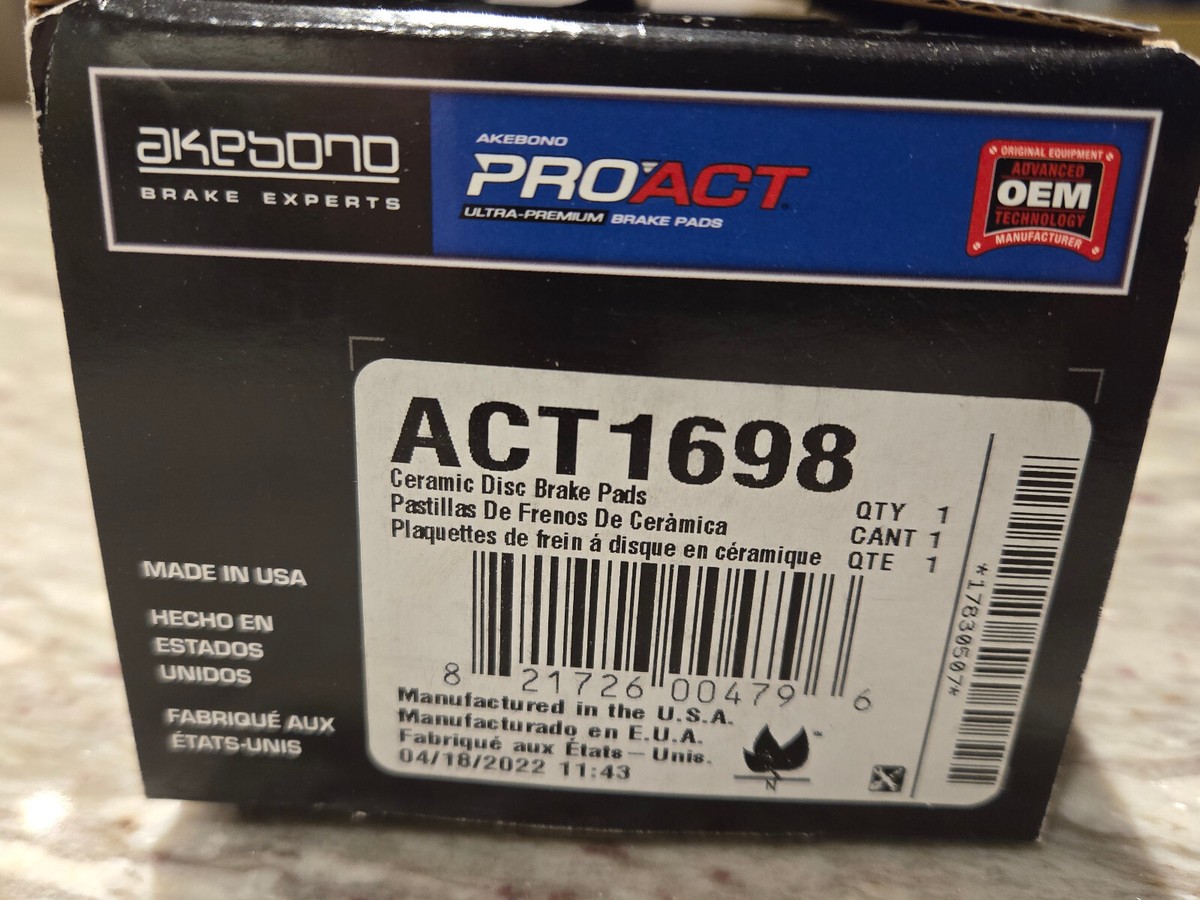 akebono
BRAKE EXPERTS
AKEBONO
PROACT
ULTRA-PREMIUM BRAKE PADS
ORIGINAL EQUIPMENT
ADVANCED
OEM
TECHNOLOGY
MANUFACTURER
ACT1698
Ceramic Disc Brake Pads
Pastillas De Frenos De Ceràmica
Plaquettes de frein á disque en céramique
QTY 1
CANT 1
QTE 1
8 21726 00479 6
Manufactured in the U.S.A.
Manufacturado en E.U.A.
Fabriqué aux États - Unis.
04/18/2022 11:43
N
*17830507*
MADE IN USA
HECHO EN
ESTADOS
UNIDOS
FABRIQUÉ AUX
ÉTATS-UNIS